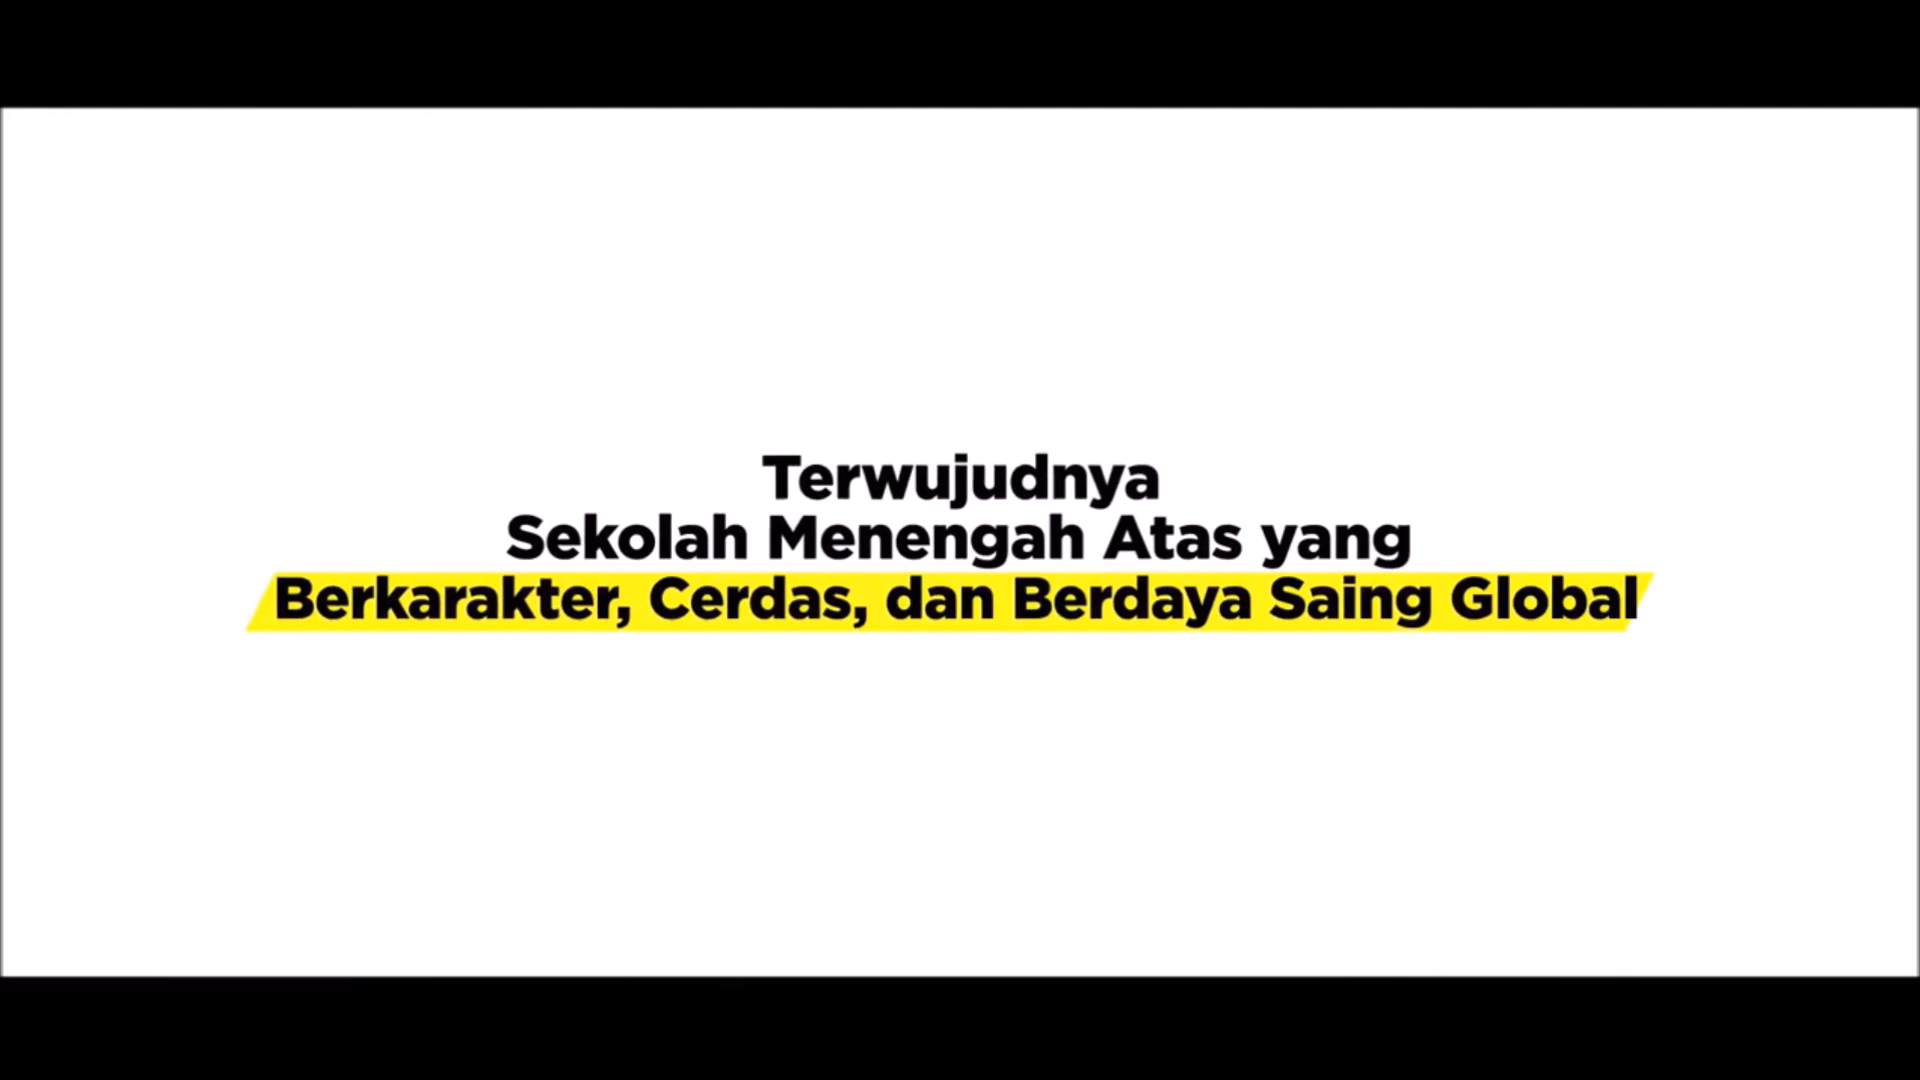 Terwujudnya
Sekolah Menengah Atas yang
Berkarakter, Cerdas, dan Berdaya Saing Global